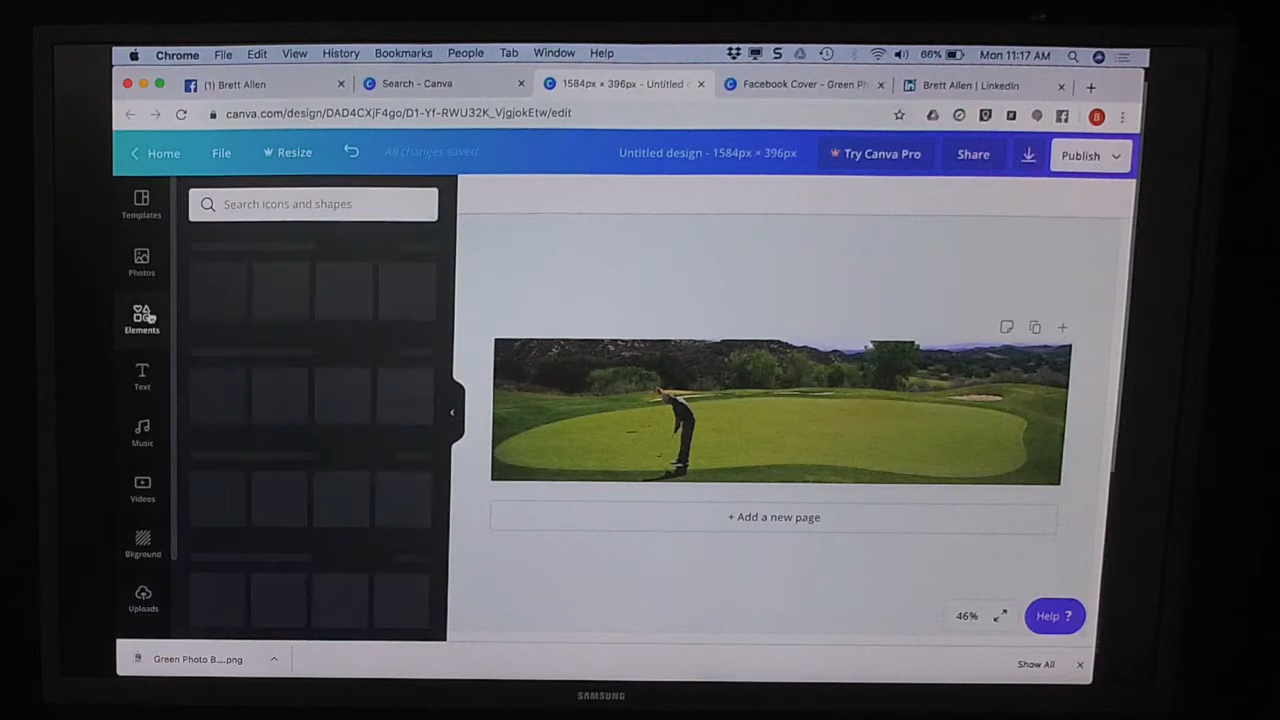 Chrome File Edit View History Bookmarks People Tab Window Help 66% Mon 11:17 AM
(1) Brett Allen Search - Canva 1584px × 396px - Untitled Facebook Cover - Green Ph Brett Allen | LinkedIn
canva.com/design/DAD4CXjF4go/D1-Yf-RWU32K_VjgjokEtw/edit
Home File Resize All changes saved Untitled design - 1584px × 396px Try Canva Pro Share Publish
Templates
Photos
Elements
Text
Music
Videos
Bkground
Uploads
Search icons and shapes
+ Add a new page
46% Help ?
Green Photo B....png Show All
SAMSUNG